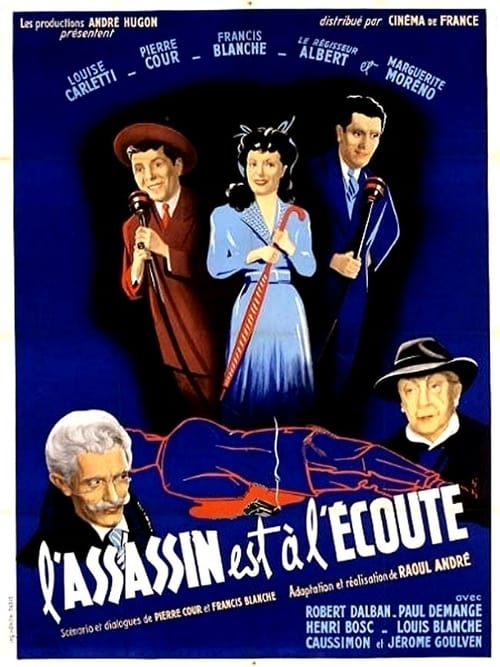 Les productions ANDRÉ HUGON
présentent
distribué par CINÉMA DE FRANCE
LOUISE
CARLETTI _
PIERRE
COUR _
FRANCIS
BLANCHE _
LE RÉGISSEUR
ALBERT et
MARGUERITE
MORÉNO
l'ASSASSIN est à l'ÉCOUTE
Scénario et dialogues de PIERRE COUR et FRANCIS BLANCHE
Adaptation et réalisation de RAOUL ANDRÉ
avec
ROBERT DALBAN. PAUL DEMANGE
HENRI BOSC _ LOUIS BLANCHE
CAUSSIMON et JÉROME GOULVEN